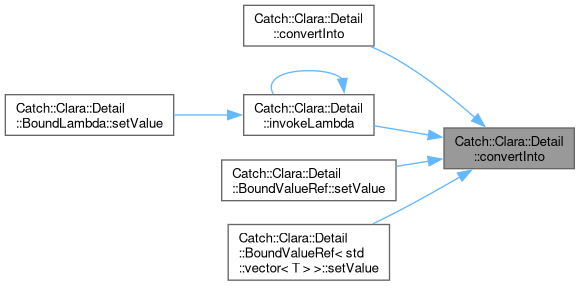 Catch::Clara::Detail
::convertInto
Catch::Clara::Detail
::BoundLambda::setValue
Catch::Clara::Detail
::invokeLambda
Catch::Clara::Detail
::convertInto
Catch::Clara::Detail
::BoundValueRef::setValue
Catch::Clara::Detail
::BoundValueRef< std
::vector< T > >::setValue